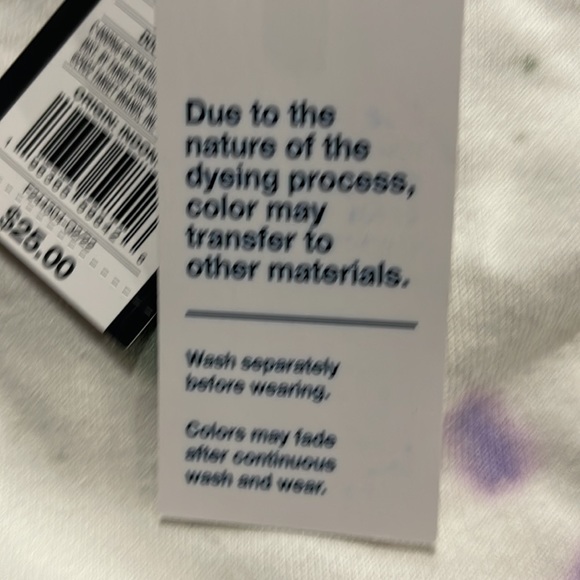 Due to the
nature of the
dyeing process,
color may
transfer to
other materials.
Wash separately
before wearing.
Colors may fade
after continuous
wash and wear.
$25.00